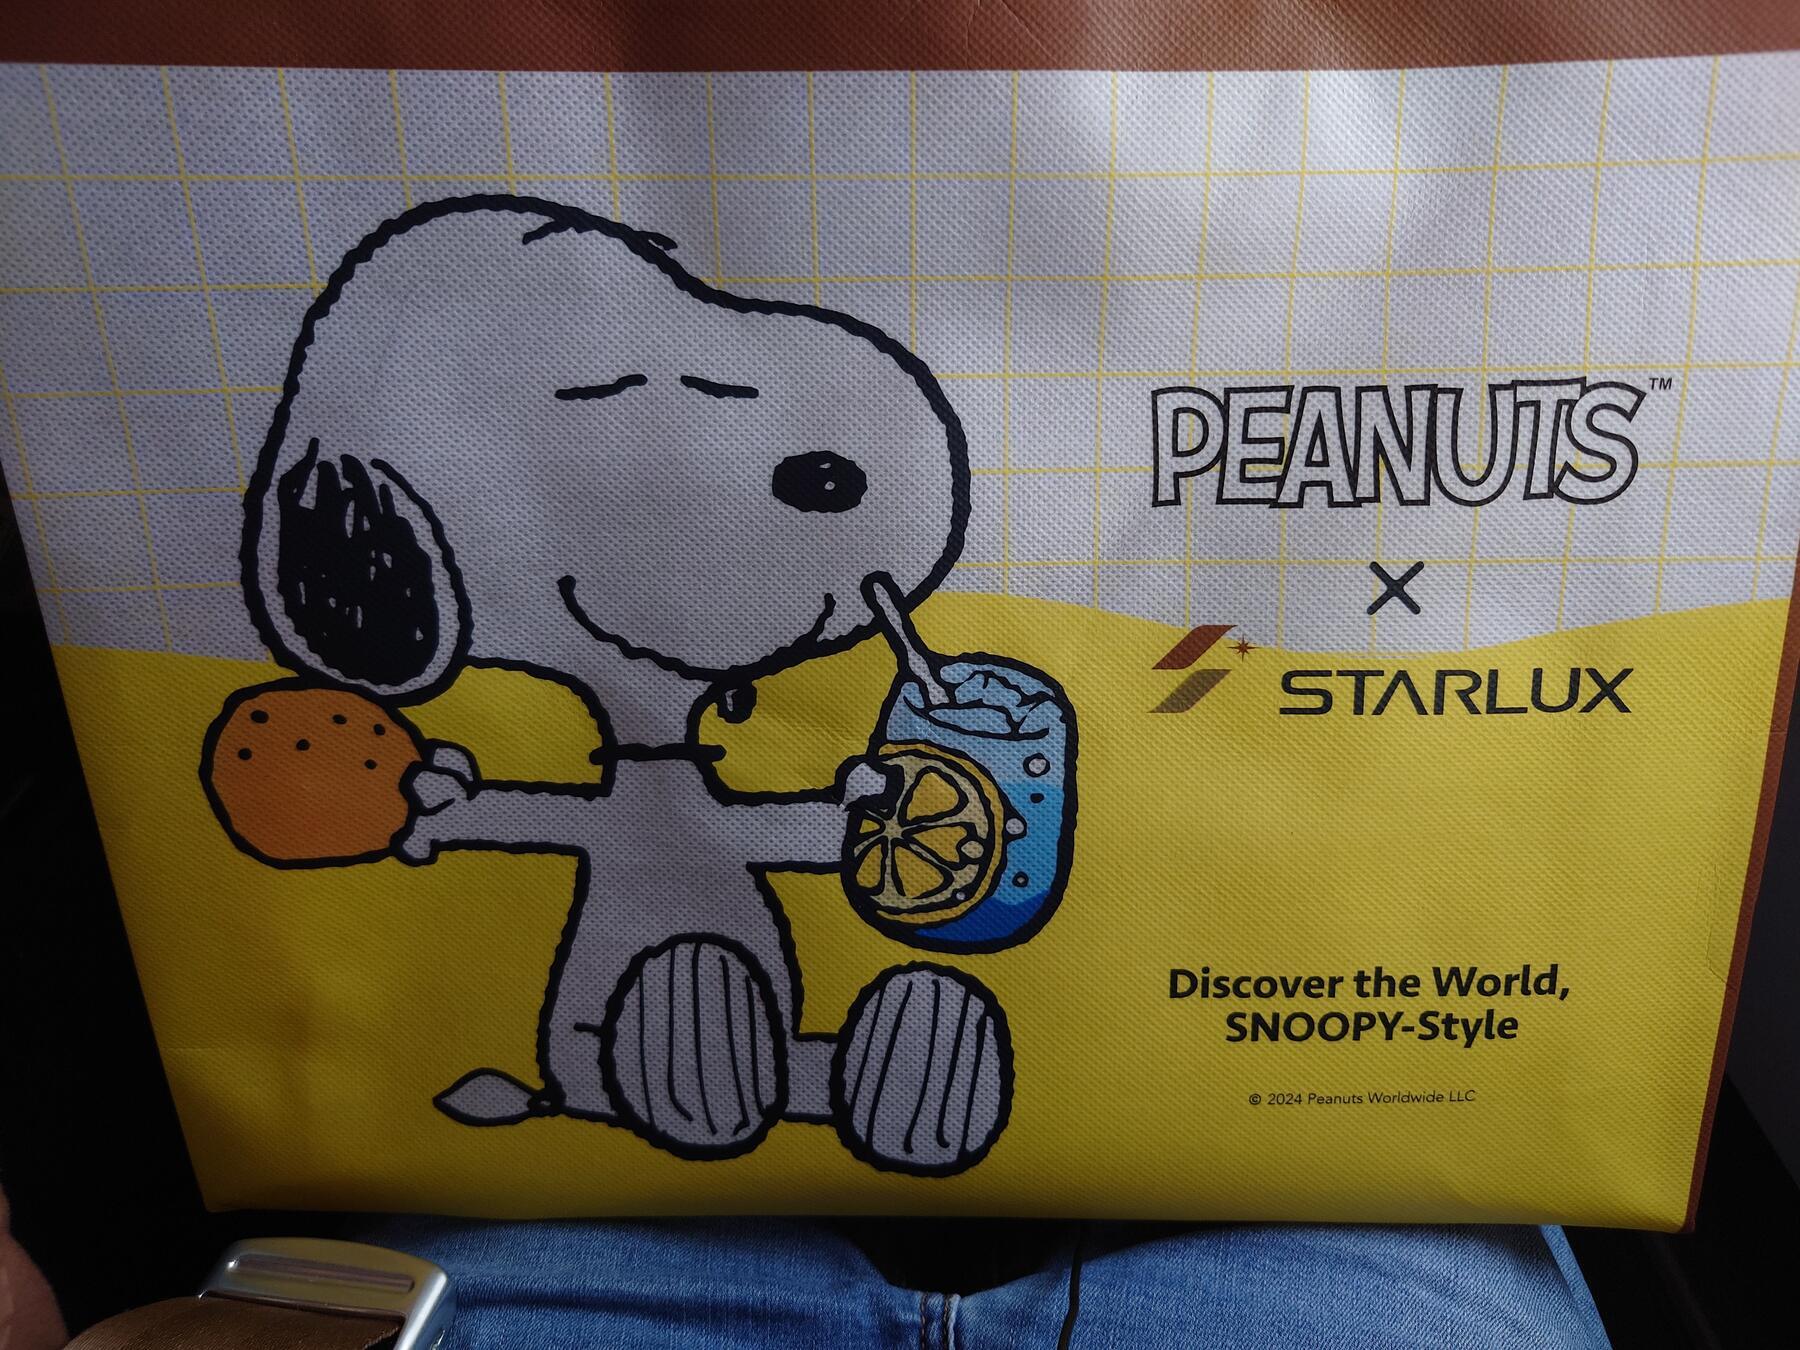 PEANUTS™
×
STARLUX
Discover the World,
SNOOPY-Style
© 2024 Peanuts Worldwide LLC